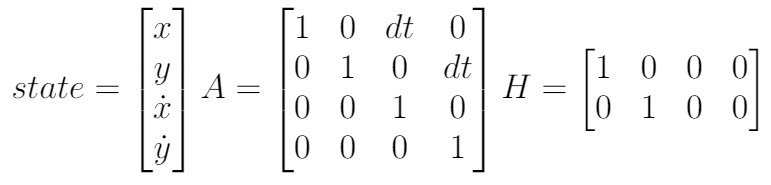 state = [x y ẋ ẏ] A = [1 0 dt 0; 0 1 0 dt; 0 0 1 0; 0 0 0 1] H = [1 0 0 0; 0 1 0 0]